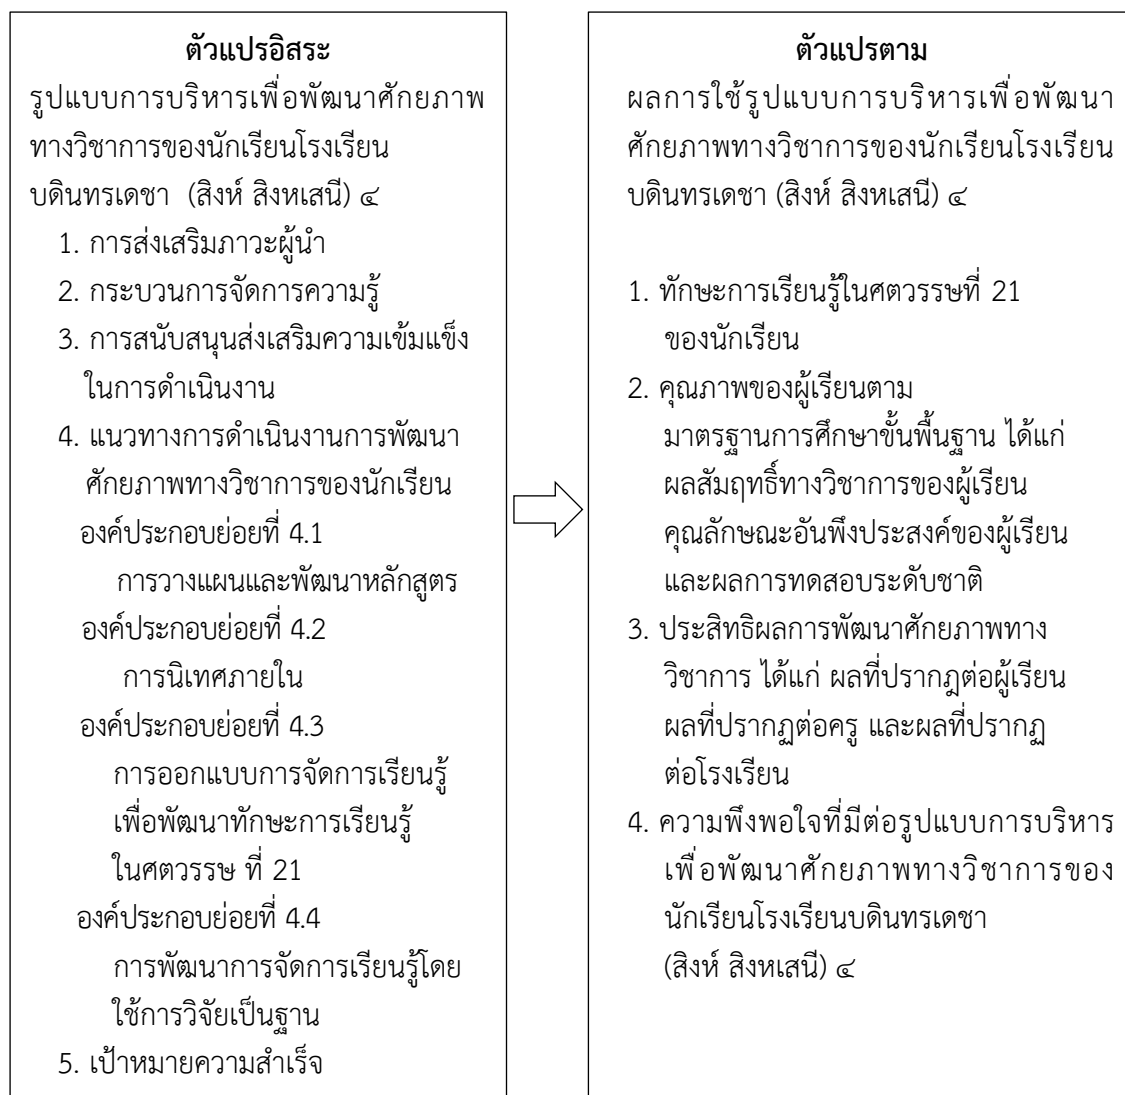 ตัวแปรอิสระ
รูปแบบการบริหารเพื่อพัฒนาศักยภาพ
ทางวิชาการของนักเรียนโรงเรียน
บดินทรเดชา (สิงห์ สิงหเสนี) ๔
1. การส่งเสริมภาวะผู้นำ
2. กระบวนการจัดการความรู้
3. การสนับสนุนส่งเสริมความเข้มแข็ง
ในการดำเนินงาน
4. แนวทางการดำเนินงานการพัฒนา
ศักยภาพทางวิชาการของนักเรียน
องค์ประกอบย่อยที่ 4.1
การวางแผนและพัฒนาหลักสูตร
องค์ประกอบย่อยที่ 4.2
การนิเทศภายใน
องค์ประกอบย่อยที่ 4.3
การออกแบบการจัดการเรียนรู้
เพื่อพัฒนาทักษะการเรียนรู้
ในศตวรรษ ที่ 21
องค์ประกอบย่อยที่ 4.4
การพัฒนาการจัดการเรียนรู้โดย
ใช้การวิจัยเป็นฐาน
5. เป้าหมายความสำเร็จ
ตัวแปรตาม
ผลการใช้รูปแบบการบริหารเพื่อพัฒนา
ศักยภาพทางวิชาการของนักเรียนโรงเรียน
บดินทรเดชา (สิงห์ สิงหเสนี) ๔
1. ทักษะการเรียนรู้ในศตวรรษที่ 21
ของนักเรียน
2. คุณภาพของผู้เรียนตาม
มาตรฐานการศึกษาขั้นพื้นฐาน ได้แก่
ผลสัมฤทธิ์ทางวิชาการของผู้เรียน
คุณลักษณะอันพึงประสงค์ของผู้เรียน
และผลการทดสอบระดับชาติ
3. ประสิทธิผลการพัฒนาศักยภาพทาง
วิชาการ ได้แก่ ผลที่ปรากฎต่อผู้เรียน
ผลที่ปรากฏต่อครู และผลที่ปรากฏ
ต่อโรงเรียน
4. ความพึงพอใจที่มีต่อรูปแบบการบริหาร
เพื่อพัฒนาศักยภาพทางวิชาการของ
นักเรียนโรงเรียนบดินทรเดชา
(สิงห์ สิงหเสนี) ๔